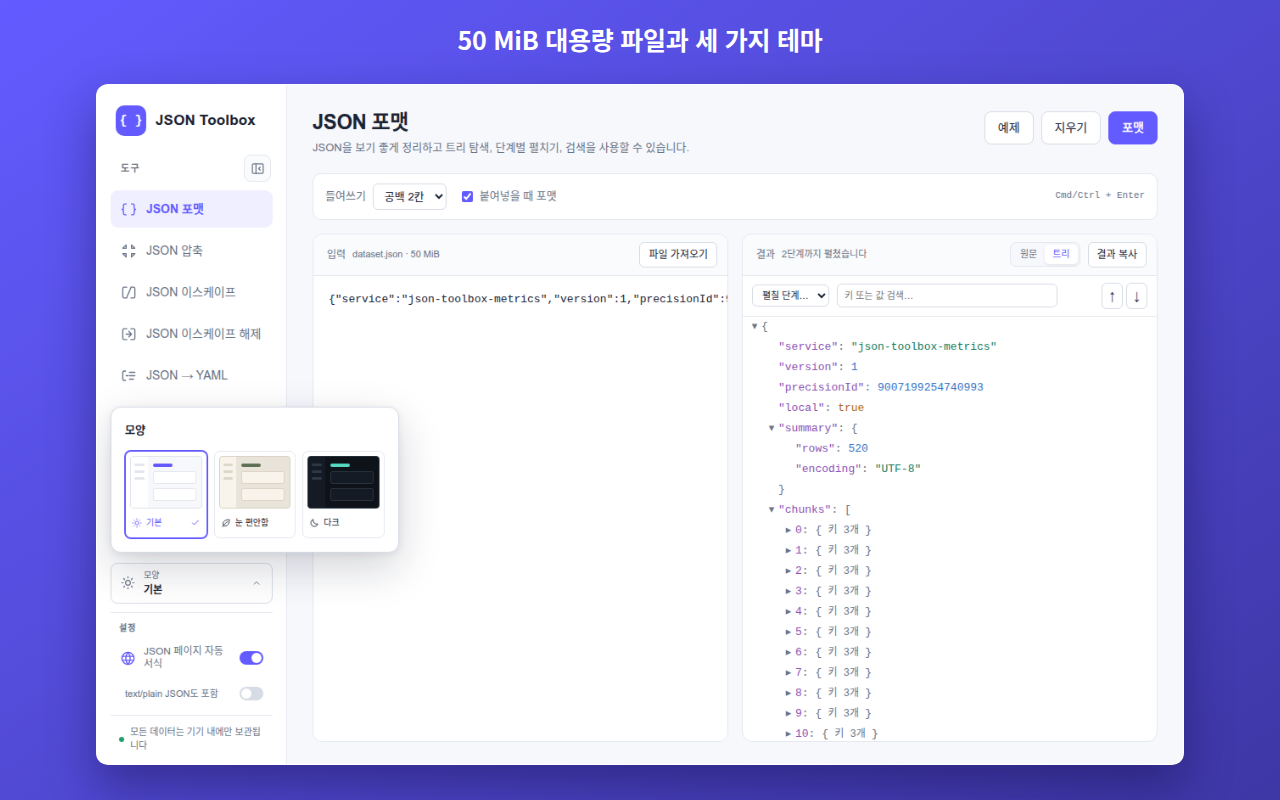 50 MiB 대용량 파일과 세 가지 테마
{ } JSON Toolbox
도구
{ } JSON 포맷
JSON 압축
JSON 이스케이프
JSON 이스케이프 해제
JSON → YAML
모양
기본
눈 편안함
다크
모양
기본
설정
JSON 페이지 자동
서식
text/plain JSON도 포함
모든 데이터는 기기 내에만 보관됩
니다
JSON 포맷
JSON을 보기 좋게 정리하고 트리 탐색, 단계별 펼치기, 검색을 사용할 수 있습니다.
예제
지우기
포맷
들여쓰기 공백 2칸 붙여넣을 때 포맷
Cmd/Ctrl + Enter
입력 dataset.json · 50 MiB
파일 가져오기
{"service":"json-toolbox-metrics","version":1,"precisionId":
결과 2단계까지 펼쳤습니다
원문 트리 결과 복사
펼칠 단계… 키 또는 값 검색… ↑ ↓
▼ {
"service": "json-toolbox-metrics"
"version": 1
"precisionId": 9007199254740993
"local": true
▼ "summary": {
"rows": 520
"encoding": "UTF-8"
}
▼ "chunks": [
▶ 0: { 키 3개 }
▶ 1: { 키 3개 }
▶ 2: { 키 3개 }
▶ 3: { 키 3개 }
▶ 4: { 키 3개 }
▶ 5: { 키 3개 }
▶ 6: { 키 3개 }
▶ 7: { 키 3개 }
▶ 8: { 키 3개 }
▶ 9: { 키 3개 }
▶ 10: { 키 3개 }